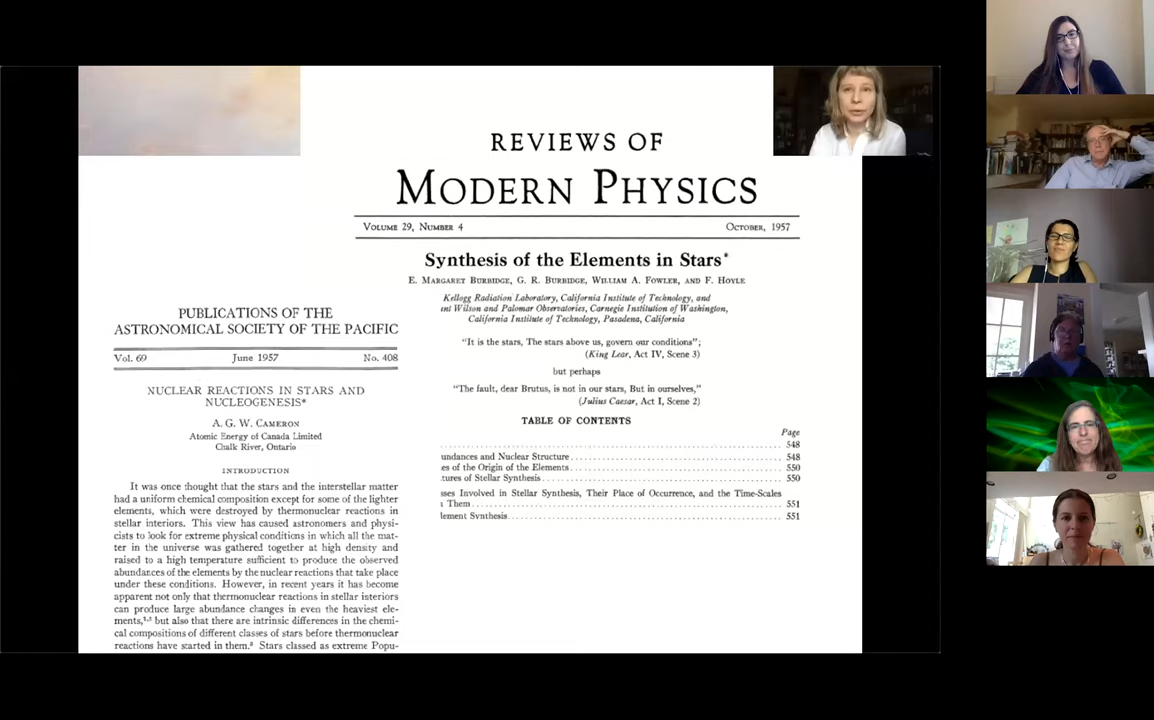 REVIEWS OF
MODERN PHYSICS
VOLUME 29, NUMBER 4
OCTOBER, 1957
Synthesis of the Elements in Stars*
E. MARGARET BURBIDGE, G. R. BURBIDGE, WILLIAM A. FOWLER, AND F. HOYLE
Kellogg Radiation Laboratory, California Institute of Technology, and
nt Wilson and Palomar Observatories, Carnegie Institution of Washington,
California Institute of Technology, Pasadena, California
"It is the stars, The stars above us, govern our conditions";
(King Lear, Act IV, Scene 3)
but perhaps
"The fault, dear Brutus, is not in our stars, But in ourselves,"
(Julius Caesar, Act I, Scene 2)
TABLE OF CONTENTS
Page
548
undances and Nuclear Structure 548
es of the Origin of the Elements 550
tures of Stellar Synthesis 550
sses Involved in Stellar Synthesis, Their Place of Occurrence, and the Time-Scales
Them 551
lement Synthesis 551
PUBLICATIONS OF THE
ASTRONOMICAL SOCIETY OF THE PACIFIC
Vol. 69 June 1957 No. 408
NUCLEAR REACTIONS IN STARS AND
NUCLEOGENESIS*
A. G. W. CAMERON
Atomic Energy of Canada Limited
Chalk River, Ontario
INTRODUCTION
It was once thought that the stars and the interstellar matter
had a uniform chemical composition except for some of the lighter
elements, which were destroyed by thermonuclear reactions in
stellar interiors. This view has caused astronomers and physi-
cists to look for extreme physical conditions in which all the mat-
ter in the universe was gathered together at high density and
raised to a high temperature sufficient to produce the observed
abundances of the elements by the nuclear reactions that take place
under these conditions. However, in recent years it has become
apparent not only that thermonuclear reactions in stellar interiors
can produce large abundance changes in even the heaviest ele-
ments,¹,² but also that there are intrinsic differences in the chemi-
cal compositions of different classes of stars before thermonuclear
reactions have started in them.³ Stars classed as extreme Popu-